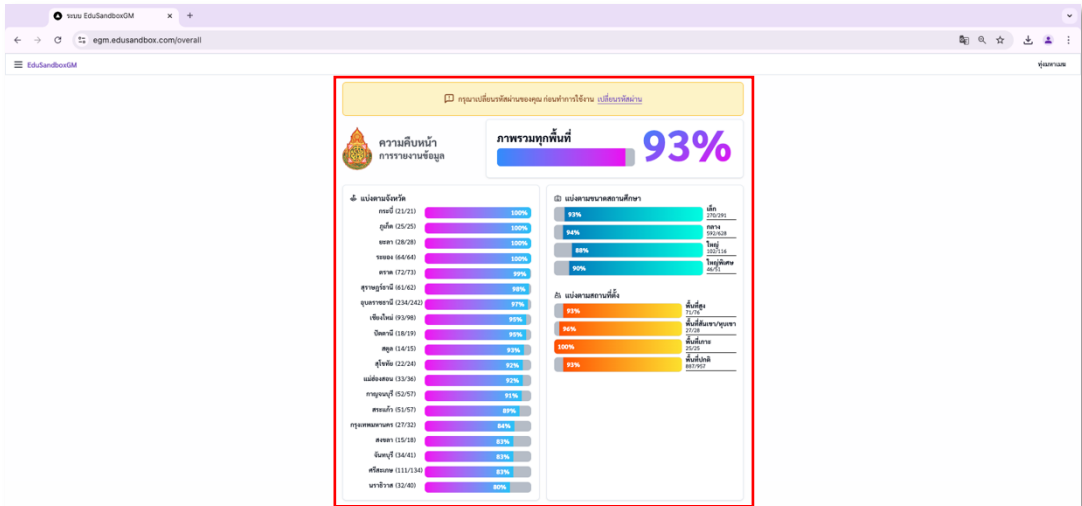 ระบบ EduSandboxGM
egm.edusandbox.com/overall
EduSandboxGM
ทุ่งมหาเมฆ
กรุณาเปลี่ยนรหัสผ่านของคุณ ก่อนทำการใช้งาน เปลี่ยนรหัสผ่าน
ความคืบหน้า
การรายงานข้อมูล
ภาพรวมทุกพื้นที่
93%
แบ่งตามจังหวัด
กระบี่ (21/21) 100%
ภูเก็ต (25/25) 100%
ยะลา (28/28) 100%
ระยอง (64/64) 100%
ตราด (72/73) 99%
สุราษฎร์ธานี (61/62) 98%
อุบลราชธานี (234/242) 97%
เชียงใหม่ (93/98) 95%
ปัตตานี (18/19) 95%
สตูล (14/15) 93%
สุโขทัย (22/24) 92%
แม่ฮ่องสอน (33/36) 92%
กาญจนบุรี (52/57) 91%
สระแก้ว (51/57) 89%
กรุงเทพมหานคร (27/32) 84%
สงขลา (15/18) 83%
จันทบุรี (34/41) 83%
ศรีสะเกษ (111/134) 83%
นราธิวาส (32/40) 80%
แบ่งตามขนาดสถานศึกษา
93% เล็ก
270/291
94% กลาง
592/628
88% ใหญ่
102/116
90% ใหญ่พิเศษ
46/51
แบ่งตามสถานที่ตั้ง
93% พื้นที่สูง
71/76
96% พื้นที่สันเขา/หุบเขา
27/28
100% พื้นที่เกาะ
25/25
93% พื้นที่ปกติ
887/957